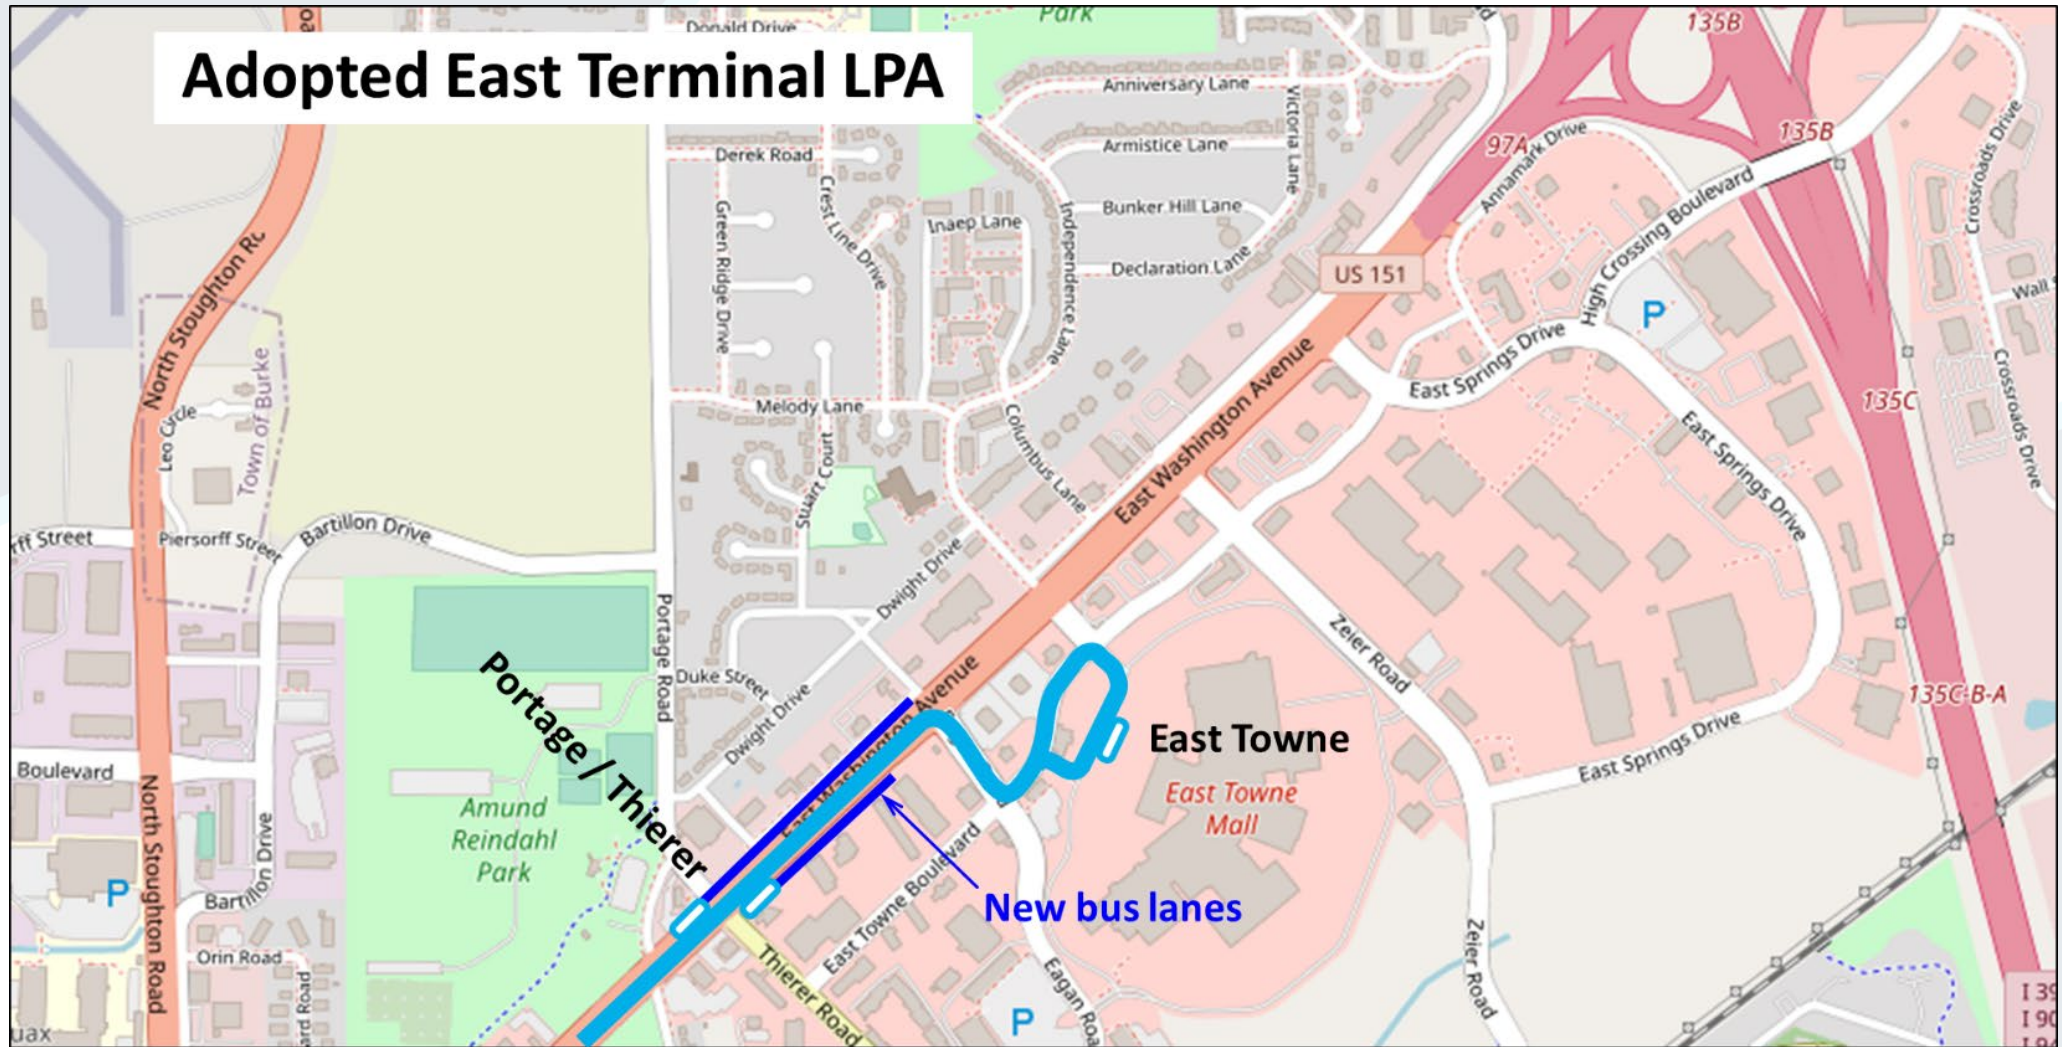 Adopted East Terminal LPA
Donald Drive
Park
135B
Anniversary Lane
Victoria Lane
Derek Road
Armistice Lane
97A
Annamark Drive
135B
Crossroads Drive
Crest Line Drive
Green Ridge Drive
Inaep Lane
Independence Lane
Bunker Hill Lane
High Crossing Boulevard
North Stoughton
Declaration Lane
US 151
Wall
P
Town of Burke
Leo Circle
Melody Lane
Columbus Lane
East Washington Avenue
East Springs Drive
135C
Crossroads Drive
Stuart Court
East Springs Drive
Street
Piersorff Street
Bartillon Drive
Dwight Drive
Portage Road
Zeier Road
Duke Street
Dwight Drive
East Washington Avenue
Portage / Thierer
135C-B-A
East Towne
East Springs Drive
Boulevard
North Stoughton Road
Amund
Reindahl
Park
East Towne
Mall
P
Bartillon Drive
East Towne Boulevard
New bus lanes
Orin Road
Thierer Road
Eagan
P
Zeier Road
I 39
I 90
I 94